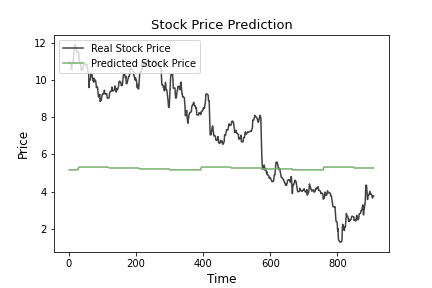 Stock Price Prediction
Real Stock Price
Predicted Stock Price
Price
12
10
8
6
4
2
0
200
400
600
800
Time